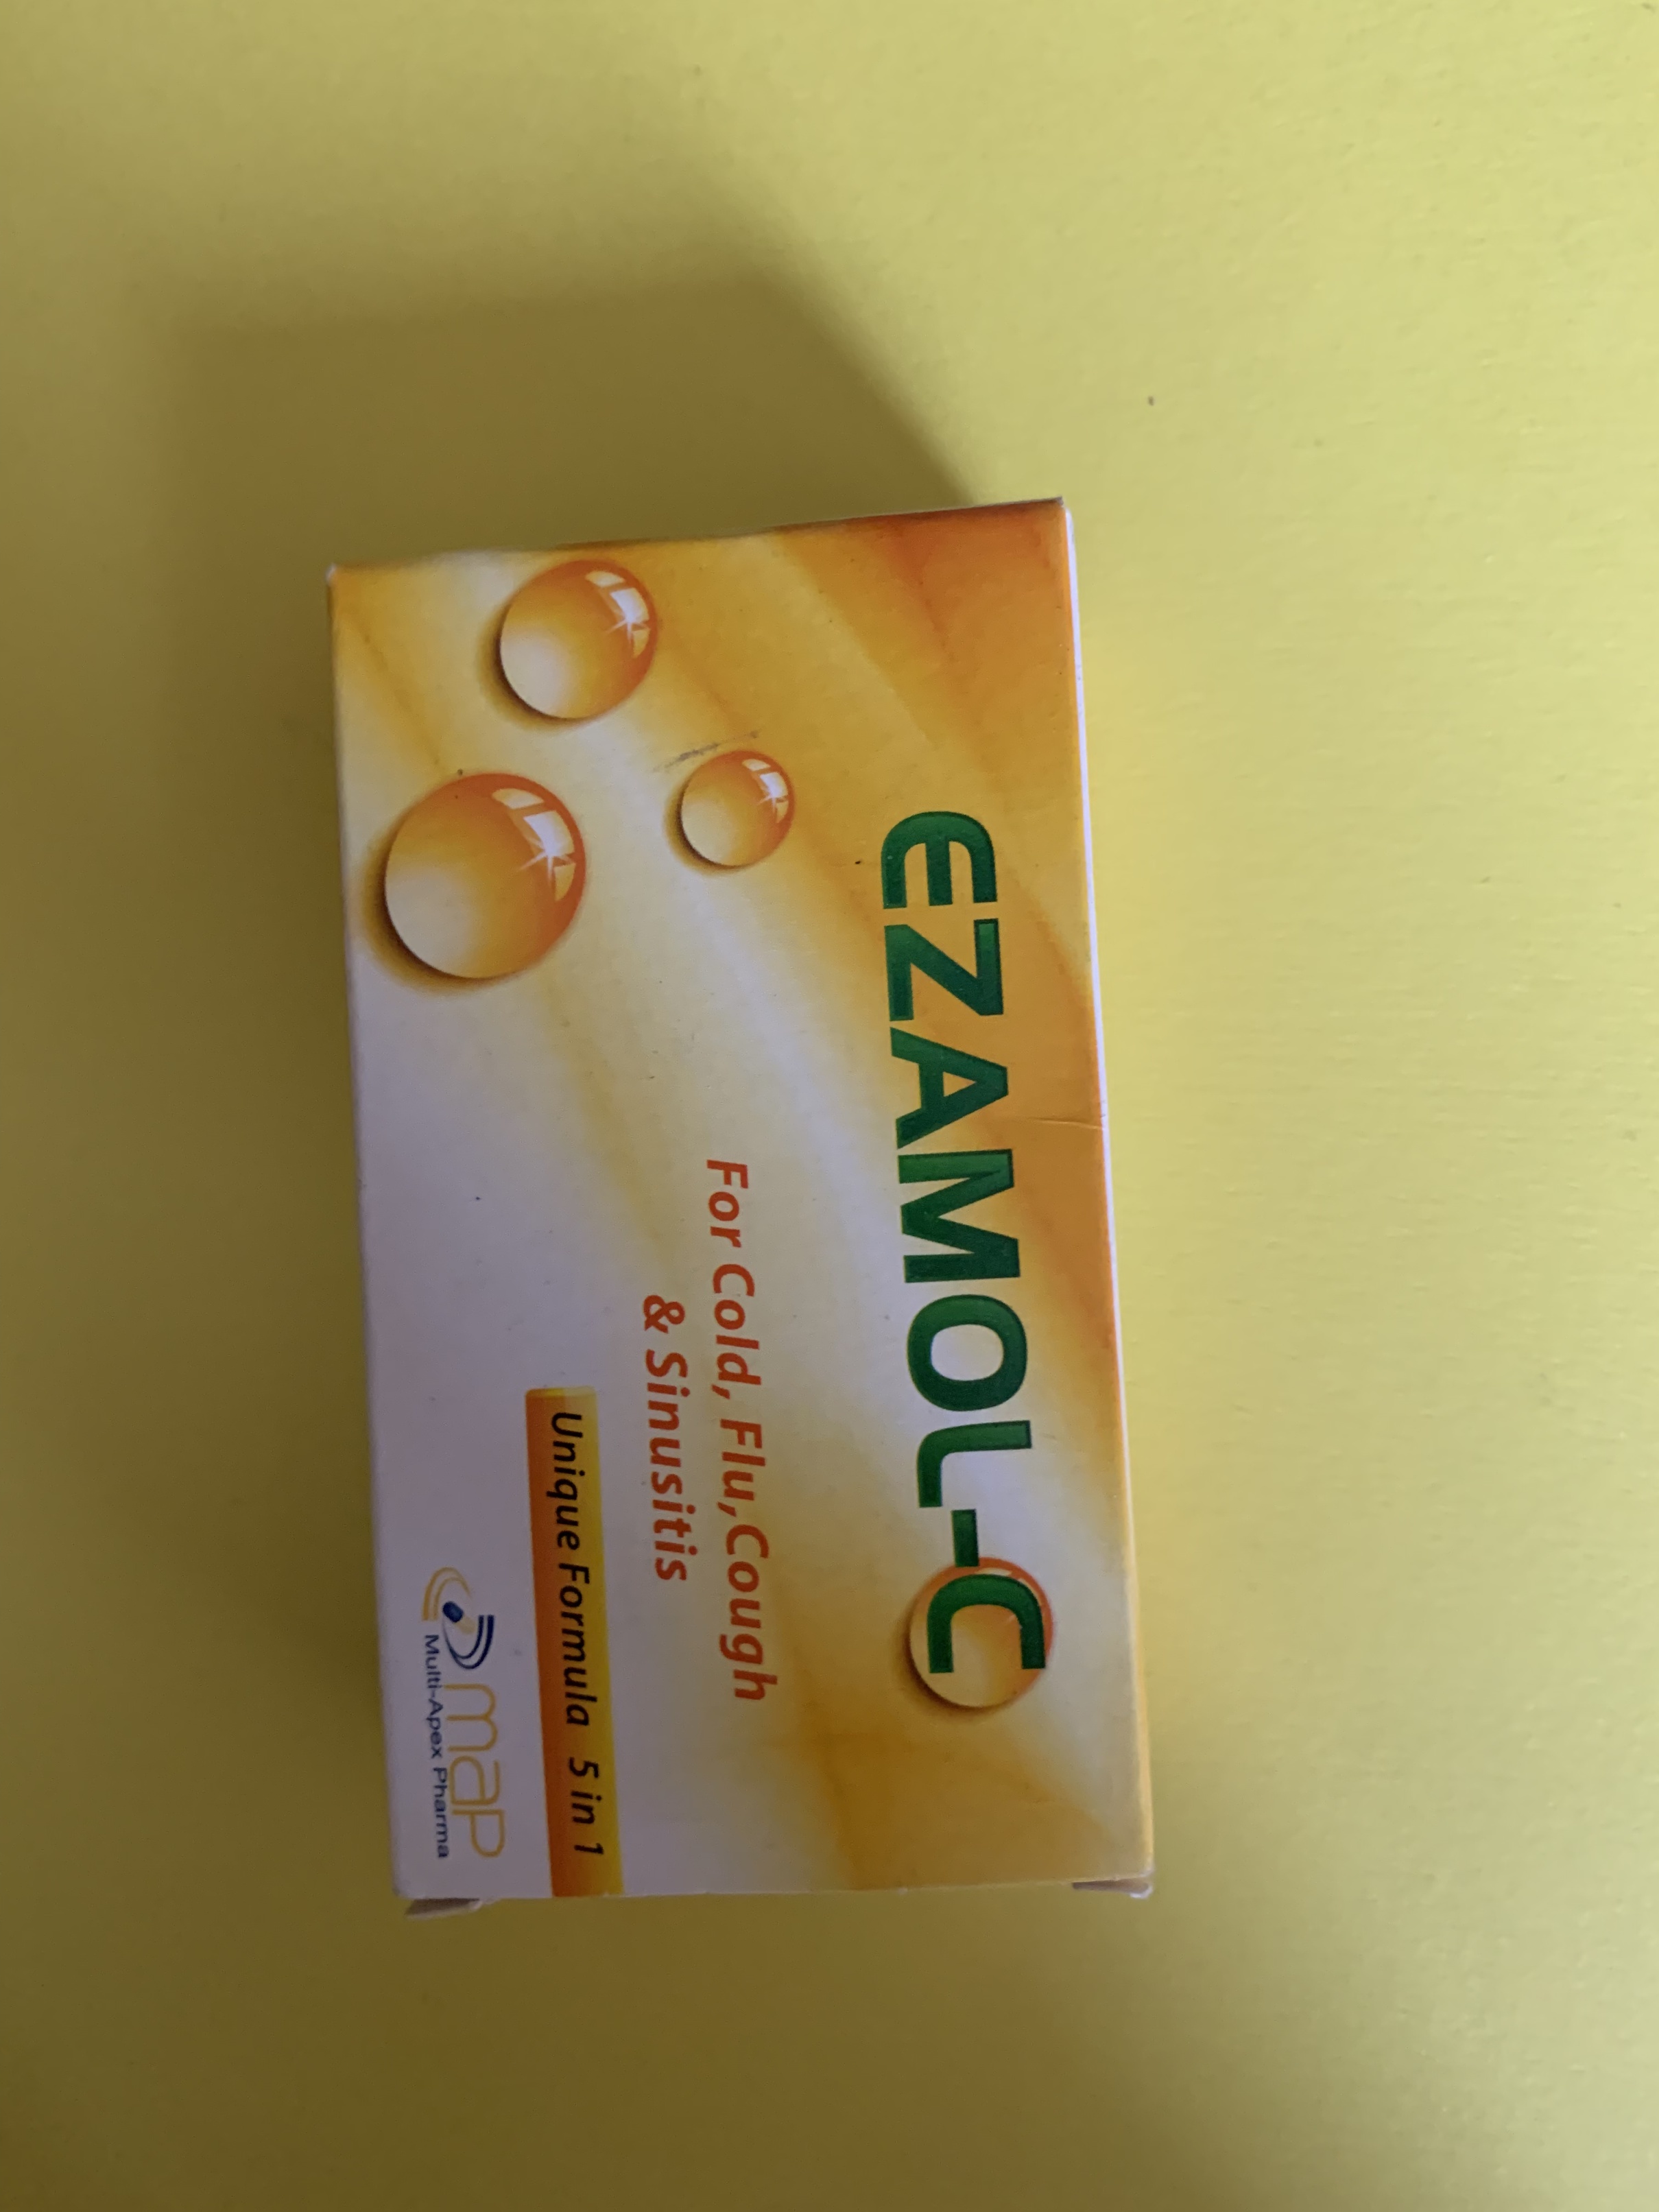 EZAMOL-C
For Cold, Flu,Cough
& Sinusitis
Unique Formula 5 in 1
map
Multi-Apex Pharma